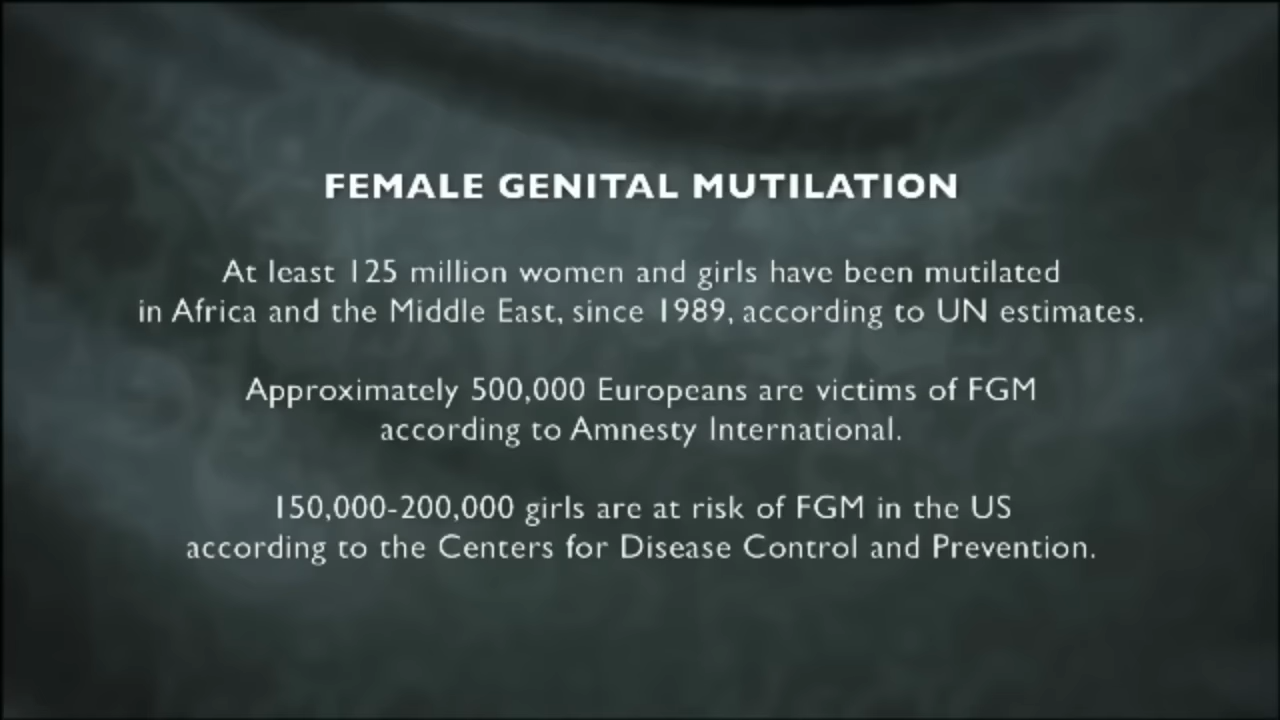 FEMALE GENITAL MUTILATION
At least 125 million women and girls have been mutilated
in Africa and the Middle East, since 1989, according to UN estimates.
Approximately 500,000 Europeans are victims of FGM
according to Amnesty International.
150,000-200,000 girls are at risk of FGM in the US
according to the Centers for Disease Control and Prevention.